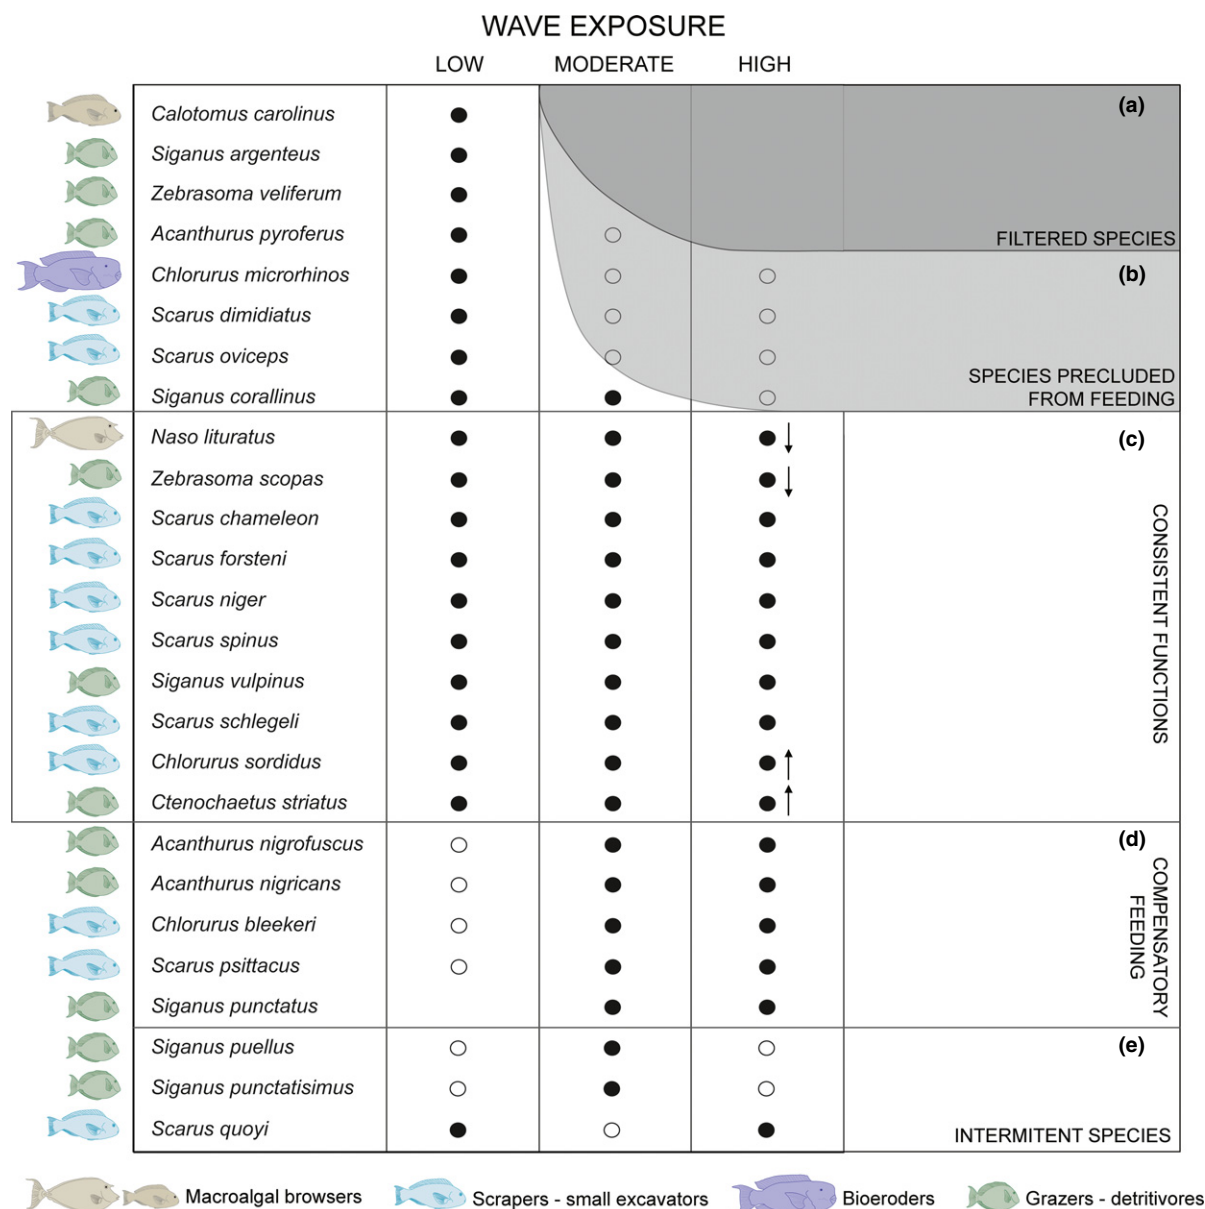 WAVE EXPOSURE
LOW MODERATE HIGH
Calotomus carolinus
(a)
Siganus argenteus
Zebrasoma veliferum
Acanthurus pyroferus
FILTERED SPECIES
Chlorurus microrhinos
(b)
Scarus dimidiatus
Scarus oviceps
SPECIES PRECLUDED
FROM FEEDING
Siganus corallinus
Naso lituratus
(c)
Zebrasoma scopas
Scarus chameleon
Scarus forsteni
Scarus niger
Scarus spinus
Siganus vulpinus
Scarus schlegeli
Chlorurus sordidus
Ctenochaetus striatus
CONSISTENT FUNCTIONS
Acanthurus nigrofuscus
(d)
Acanthurus nigricans
Chlorurus bleekeri
Scarus psittacus
Siganus punctatus
COMPENSATORY
FEEDING
Siganus puellus
(e)
Siganus punctatisimus
Scarus quoyi
INTERMITENT SPECIES
Macroalgal browsers
Scrapers - small excavators
Bioeroders
Grazers - detritivores